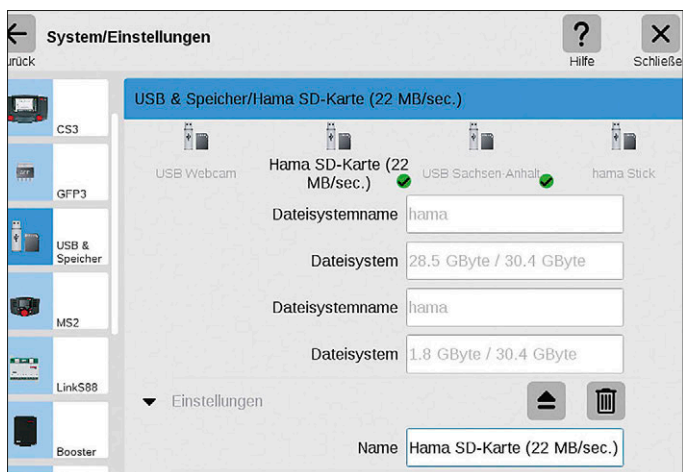 System/Einstellungen
urück
Hilfe
Schließe
CS3
GFP3
USB &
Speicher
MS2
LinkS88
Booster
USB & Speicher/Hama SD-Karte (22 MB/sec.)
USB Webcam
Hama SD-Karte (22
MB/sec.)
USB Sachsen-Anhalt
hama Stick
Dateisystemname hama
Dateisystem 28.5 GByte / 30.4 GByte
Dateisystemname hama
Dateisystem 1.8 GByte / 30.4 GByte
Einstellungen
Name Hama SD-Karte (22 MB/sec.)